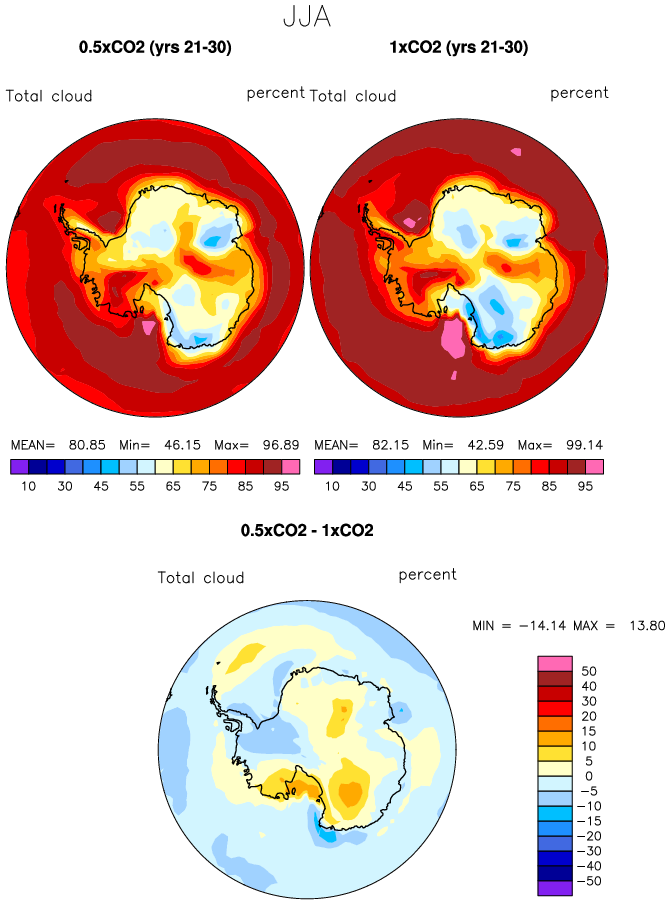 JJA
0.5xCO2 (yrs 21-30) 1xCO2 (yrs 21-30)
Total cloud percent Total cloud percent
MEAN= 80.85 Min= 46.15 Max= 96.89 MEAN= 82.15 Min= 42.59 Max= 99.14
10 30 45 55 65 75 85 95 10 30 45 55 65 75 85 95
0.5xCO2 - 1xCO2
Total cloud percent
MIN = -14.14 MAX = 13.80
50
40
30
20
15
10
5
0
-5
-10
-15
-20
-30
-40
-50